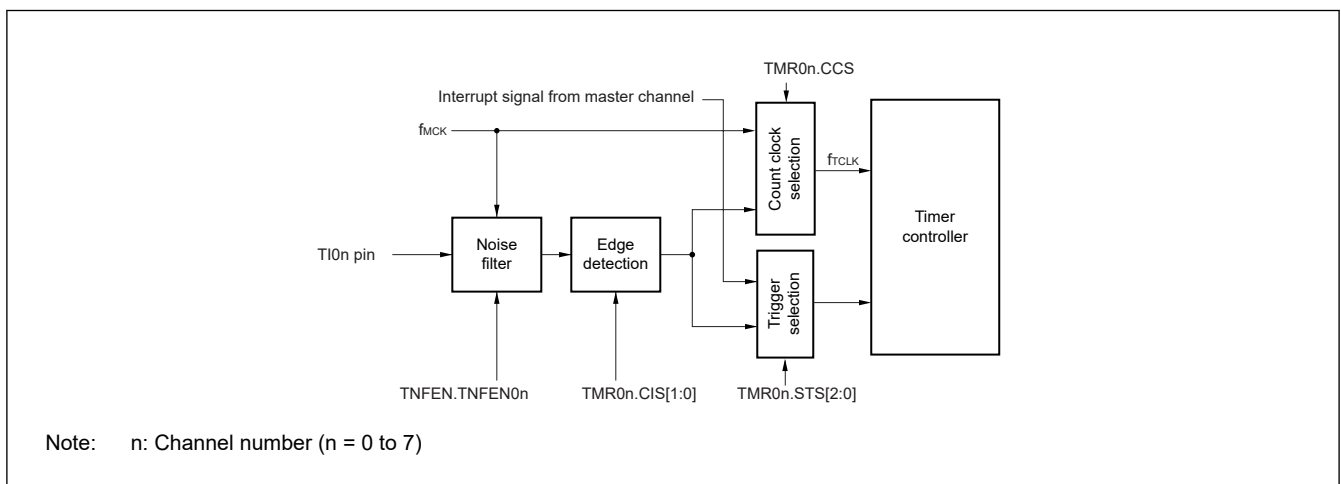 TMR0n.CCS
Interrupt signal from master channel
fMCK
Count clock
selection
fTCLK
Timer
controller
TI0n pin
Noise
filter
Edge
detection
Trigger
selection
TNFEN.TNFEN0n
TMR0n.CIS[1:0]
TMR0n.STS[2:0]
Note: n: Channel number (n = 0 to 7)